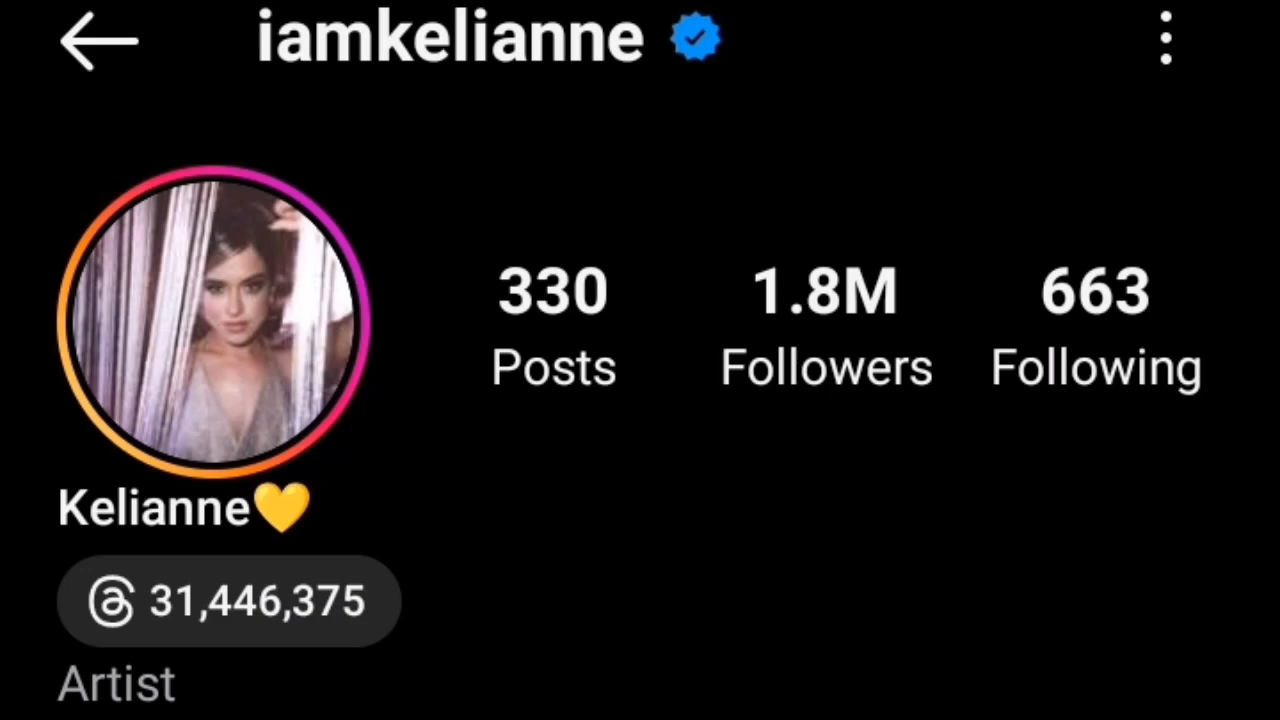 iamkelianne
330 1.8M 663
Posts Followers Following
Kelianne💛
31,446,375
Artist